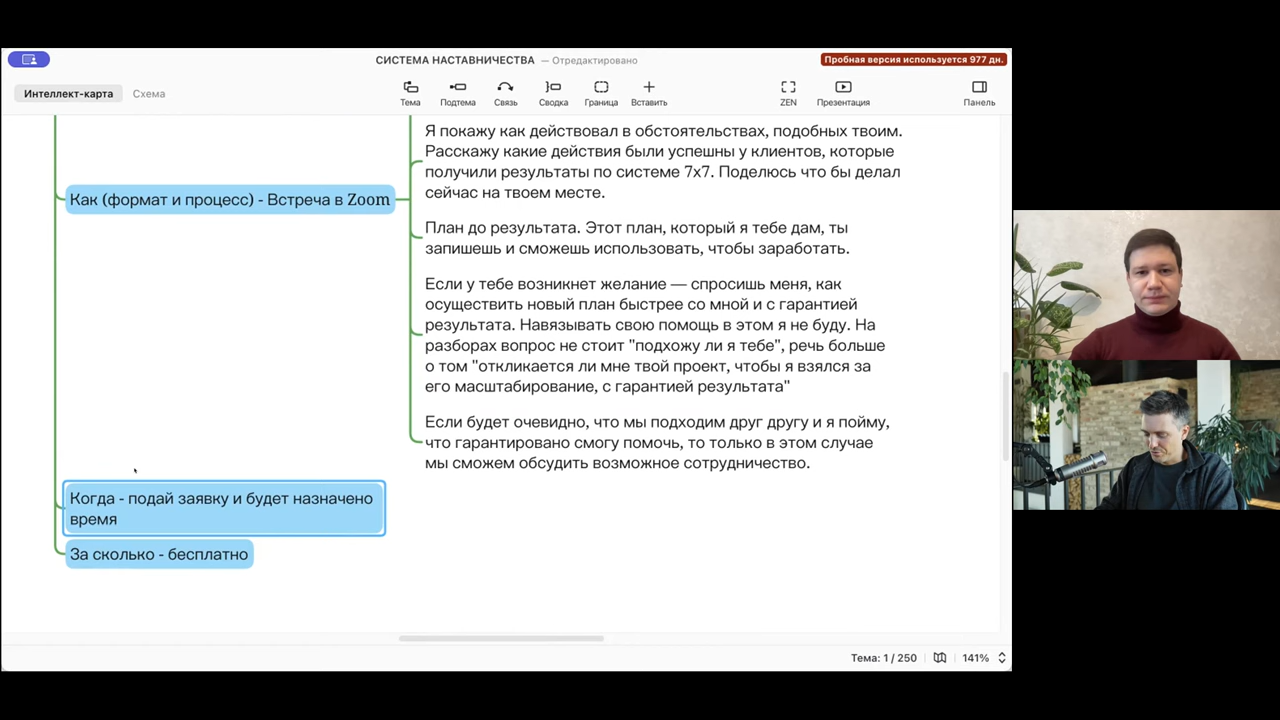 СИСТЕМА НАСТАВНИЧЕСТВА — Отредактировано
Пробная версия используется 977 дн.
Интеллект-карта
Схема
Тема
Подтема
Связь
Сводка
Граница
Вставить
ZEN
Презентация
Панель
Я покажу как действовал в обстоятельствах, подобных твоим.
Расскажу какие действия были успешны у клиентов, которые
получили результаты по системе 7х7. Поделюсь что бы делал
сейчас на твоем месте.
Как (формат и процесс) - Встреча в Zoom
План до результата. Этот план, который я тебе дам, ты
запишешь и сможешь использовать, чтобы заработать.
Если у тебе возникнет желание — спросишь меня, как
осуществить новый план быстрее со мной и с гарантией
результата. Навязывать свою помощь в этом я не буду. На
разборах вопрос не стоит "подхожу ли я тебе", речь больше
о том "откликается ли мне твой проект, чтобы я взялся за
его масштабирование, с гарантией результата"
Если будет очевидно, что мы подходим друг другу и я пойму,
что гарантировано смогу помочь, то только в этом случае
мы сможем обсудить возможное сотрудничество.
Когда - подай заявку и будет назначено
время
За сколько - бесплатно
Тема: 1 / 250
141%